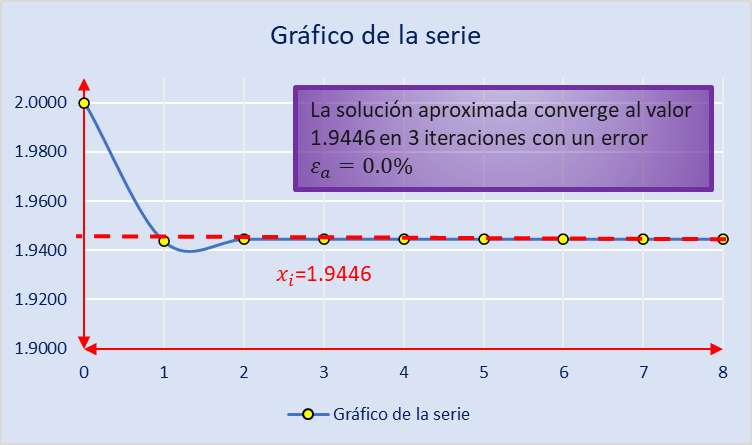 Gráfico de la serie
La solución aproximada converge al valor
1.9446 en 3 iteraciones con un error
𝜀𝑎 = 0.0%
2.0000
1.9800
1.9600
1.9400
1.9200
1.9000
𝑥𝑖=1.9446
0 1 2 3 4 5 6 7 8
Gráfico de la serie